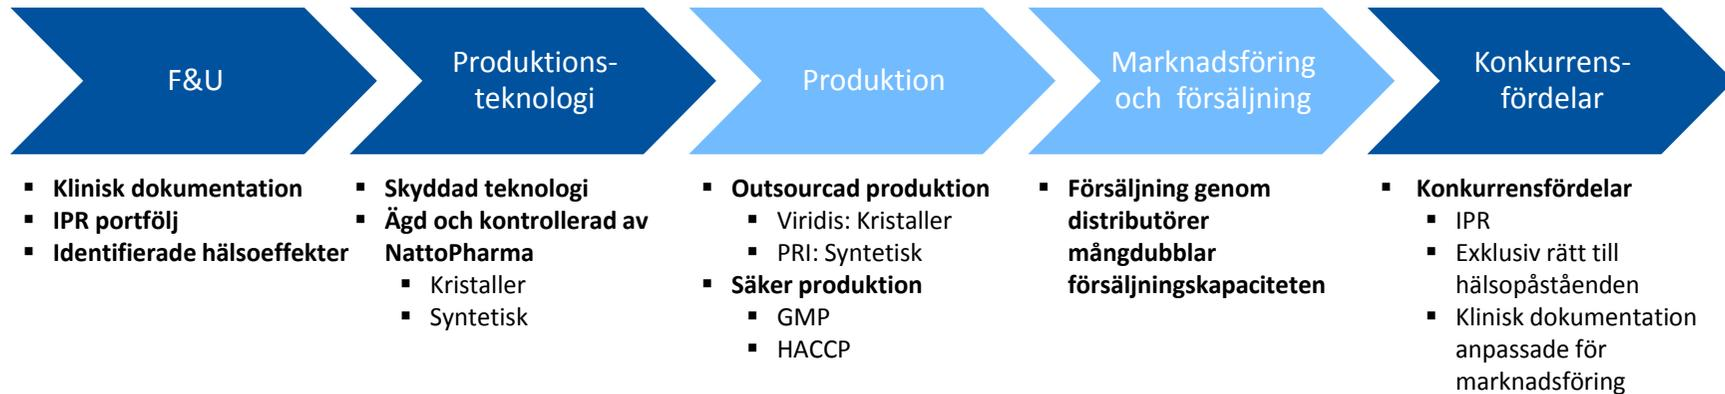 F&U
Produktions-
teknologi
Produktion
Marknadsföring
och försäljning
Konkurrens-
fördelar
▪ Klinisk dokumentation
▪ IPR portfölj
▪ Identifierade hälsoeffekter
▪ Skyddad teknologi
▪ Ägd och kontrollerad av
NattoPharma
▪ Kristaller
▪ Syntetisk
▪ Outsourcad produktion
▪ Viridis: Kristaller
▪ PRI: Syntetisk
▪ Säker produktion
▪ GMP
▪ HACCP
▪ Försäljning genom
distributörer
mångdubblar
försäljningskapaciteten
▪ Konkurrensfördelar
▪ IPR
▪ Exklusiv rätt till
hälsopåståenden
▪ Klinisk dokumentation
anpassade för
marknadsföring